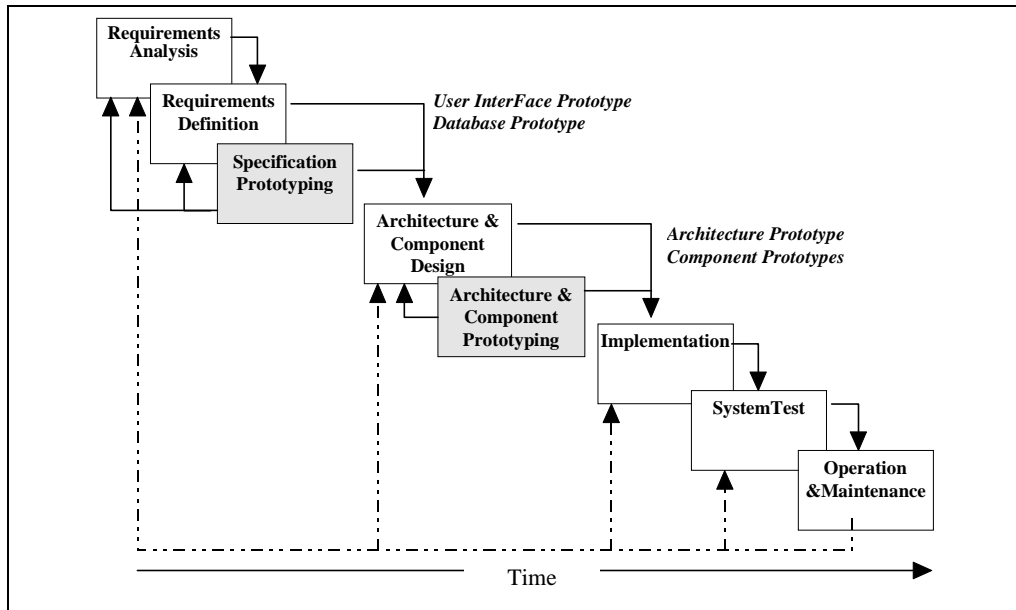 Requirements
Analysis
Requirements
Definition
User InterFace Prototype
Database Prototype
Specification
Prototyping
Architecture &
Component
Design
Architecture Prototype
Component Prototypes
Architecture &
Component
Prototyping
Implementation
SystemTest
Operation
&Maintenance
Time